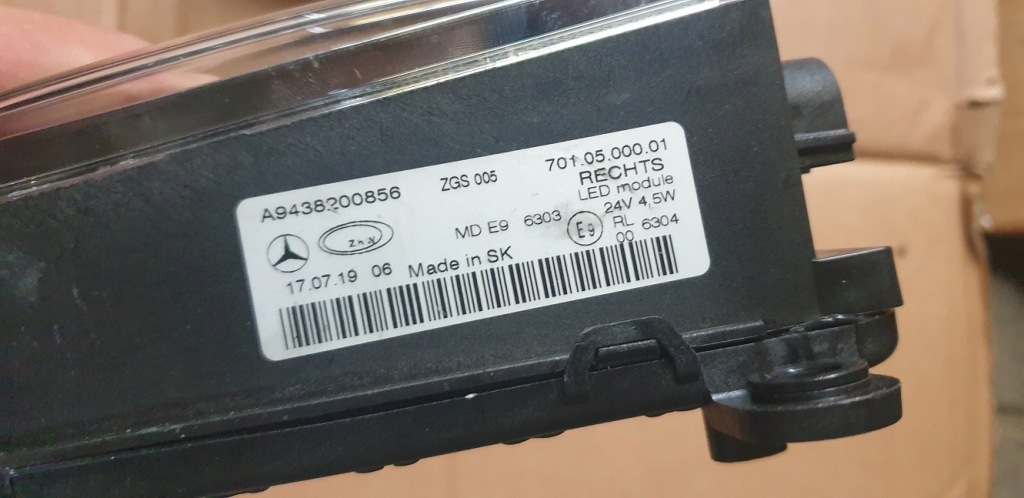 A9438200856 ZGS 005 701.05.000.01
RECHTS
LED module
MD E9 6303 E9 24V 4,5W
RL
00 6304
ZKW
17.07.19 06 Made in SK